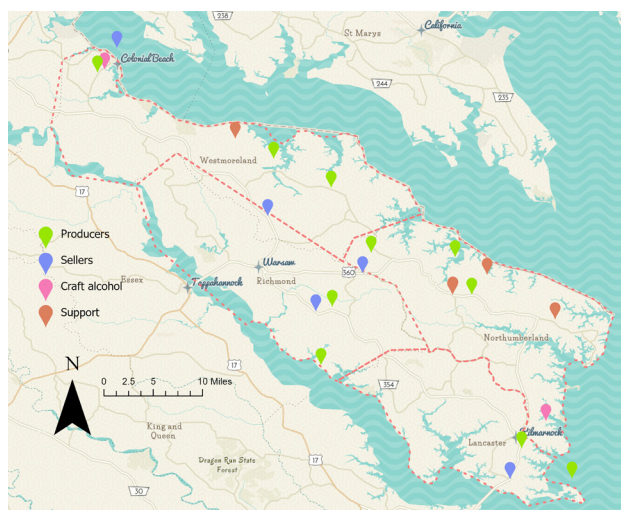 238
California
St Marys
Colonial Beach
244
235
Westmoreland
17
Producers
Sellers
Warsaw
360
Essex
Tappahannock
Richmond
Craft alcohol
Support
Northumberland
N
0 2.5 5 10 Miles
17
354
King and
Queen
Lancaster
Kilmarnock
Dragon Run State
Forest
17
30